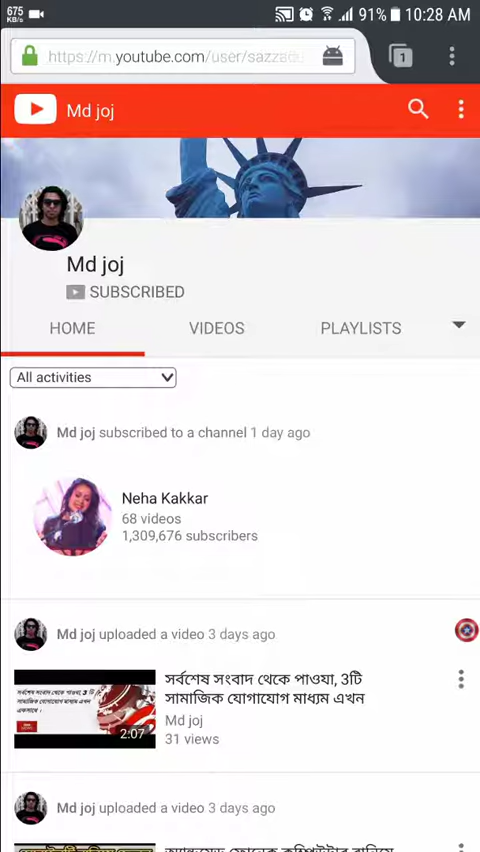 675
KB/s
91%
10:28 AM
https://m.youtube.com/user/sazzad
1
Md joj
Md joj
SUBSCRIBED
HOME
VIDEOS
PLAYLISTS
All activities
Md joj subscribed to a channel 1 day ago
Neha Kakkar
68 videos
1,309,676 subscribers
Md joj uploaded a video 3 days ago
সর্বশেষ সংবাদ থেকে পাওযা, 3টি
সামাজিক যোগাযোগ মাধ্যম এখন
2:07
Md joj
31 views
Md joj uploaded a video 3 days ago